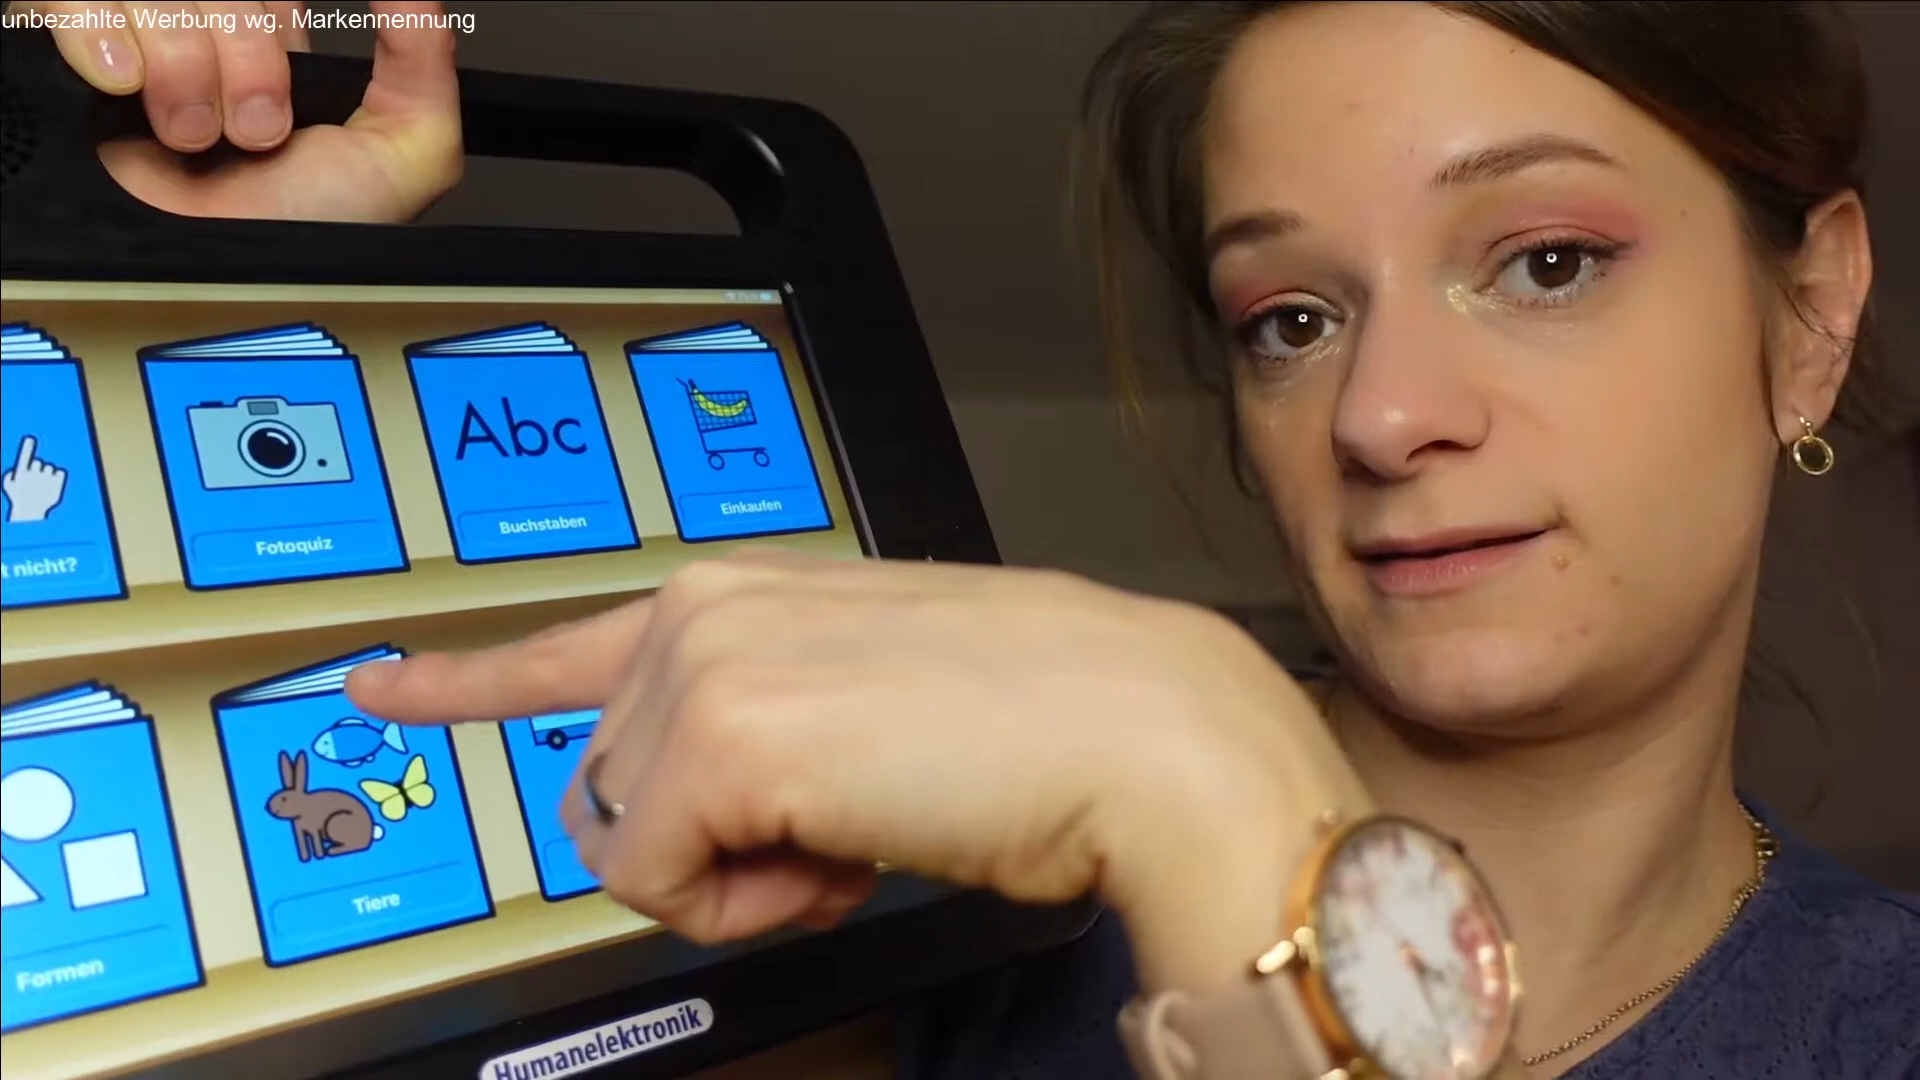 unbezahlte Werbung wg. Markennennung
Abc
t nicht?
Fotoquiz
Buchstaben
Einkaufen
Formen
Tiere
Humanelektronik